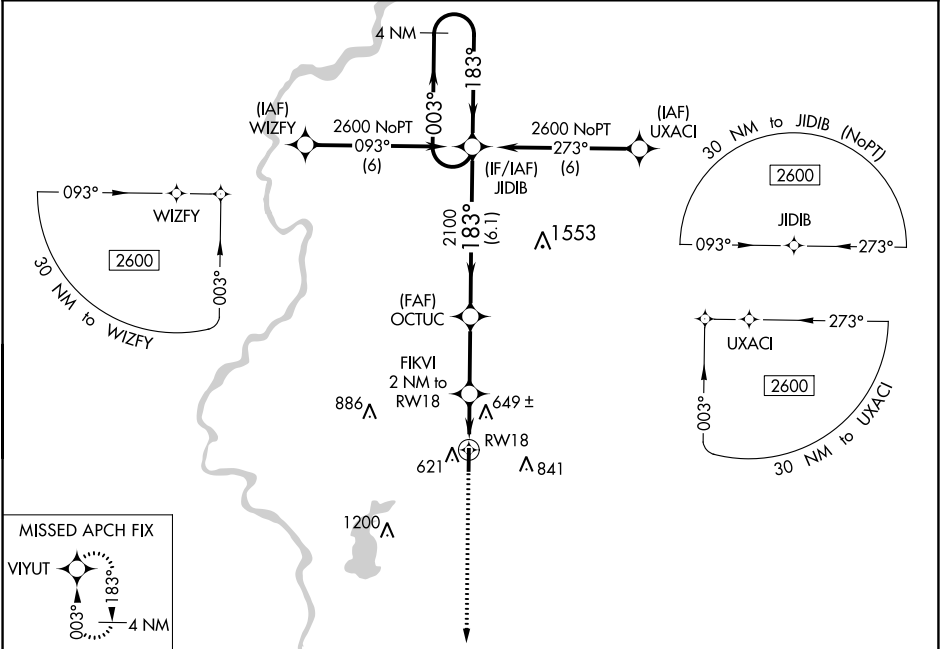 4 NM
003°
183°
(IAF)
WIZFY
2600 NoPT
093°
(6)
2600 NoPT
273°
(6)
(IAF)
UXACI
(IF/IAF)
JIDIB
2100
183°
(6.1)
1553
(FAF)
OCTUC
FIKVI
2 NM to
RW18
886
649 ±
RW18
621
841
1200
093°
WIZFY
2600
003°
30 NM to WIZFY
30 NM to JIDIB (NoPT)
2600
JIDIB
093°
273°
273°
UXACI
2600
003°
30 NM to UXACI
MISSED APCH FIX
VIYUT
183°
003°
4 NM